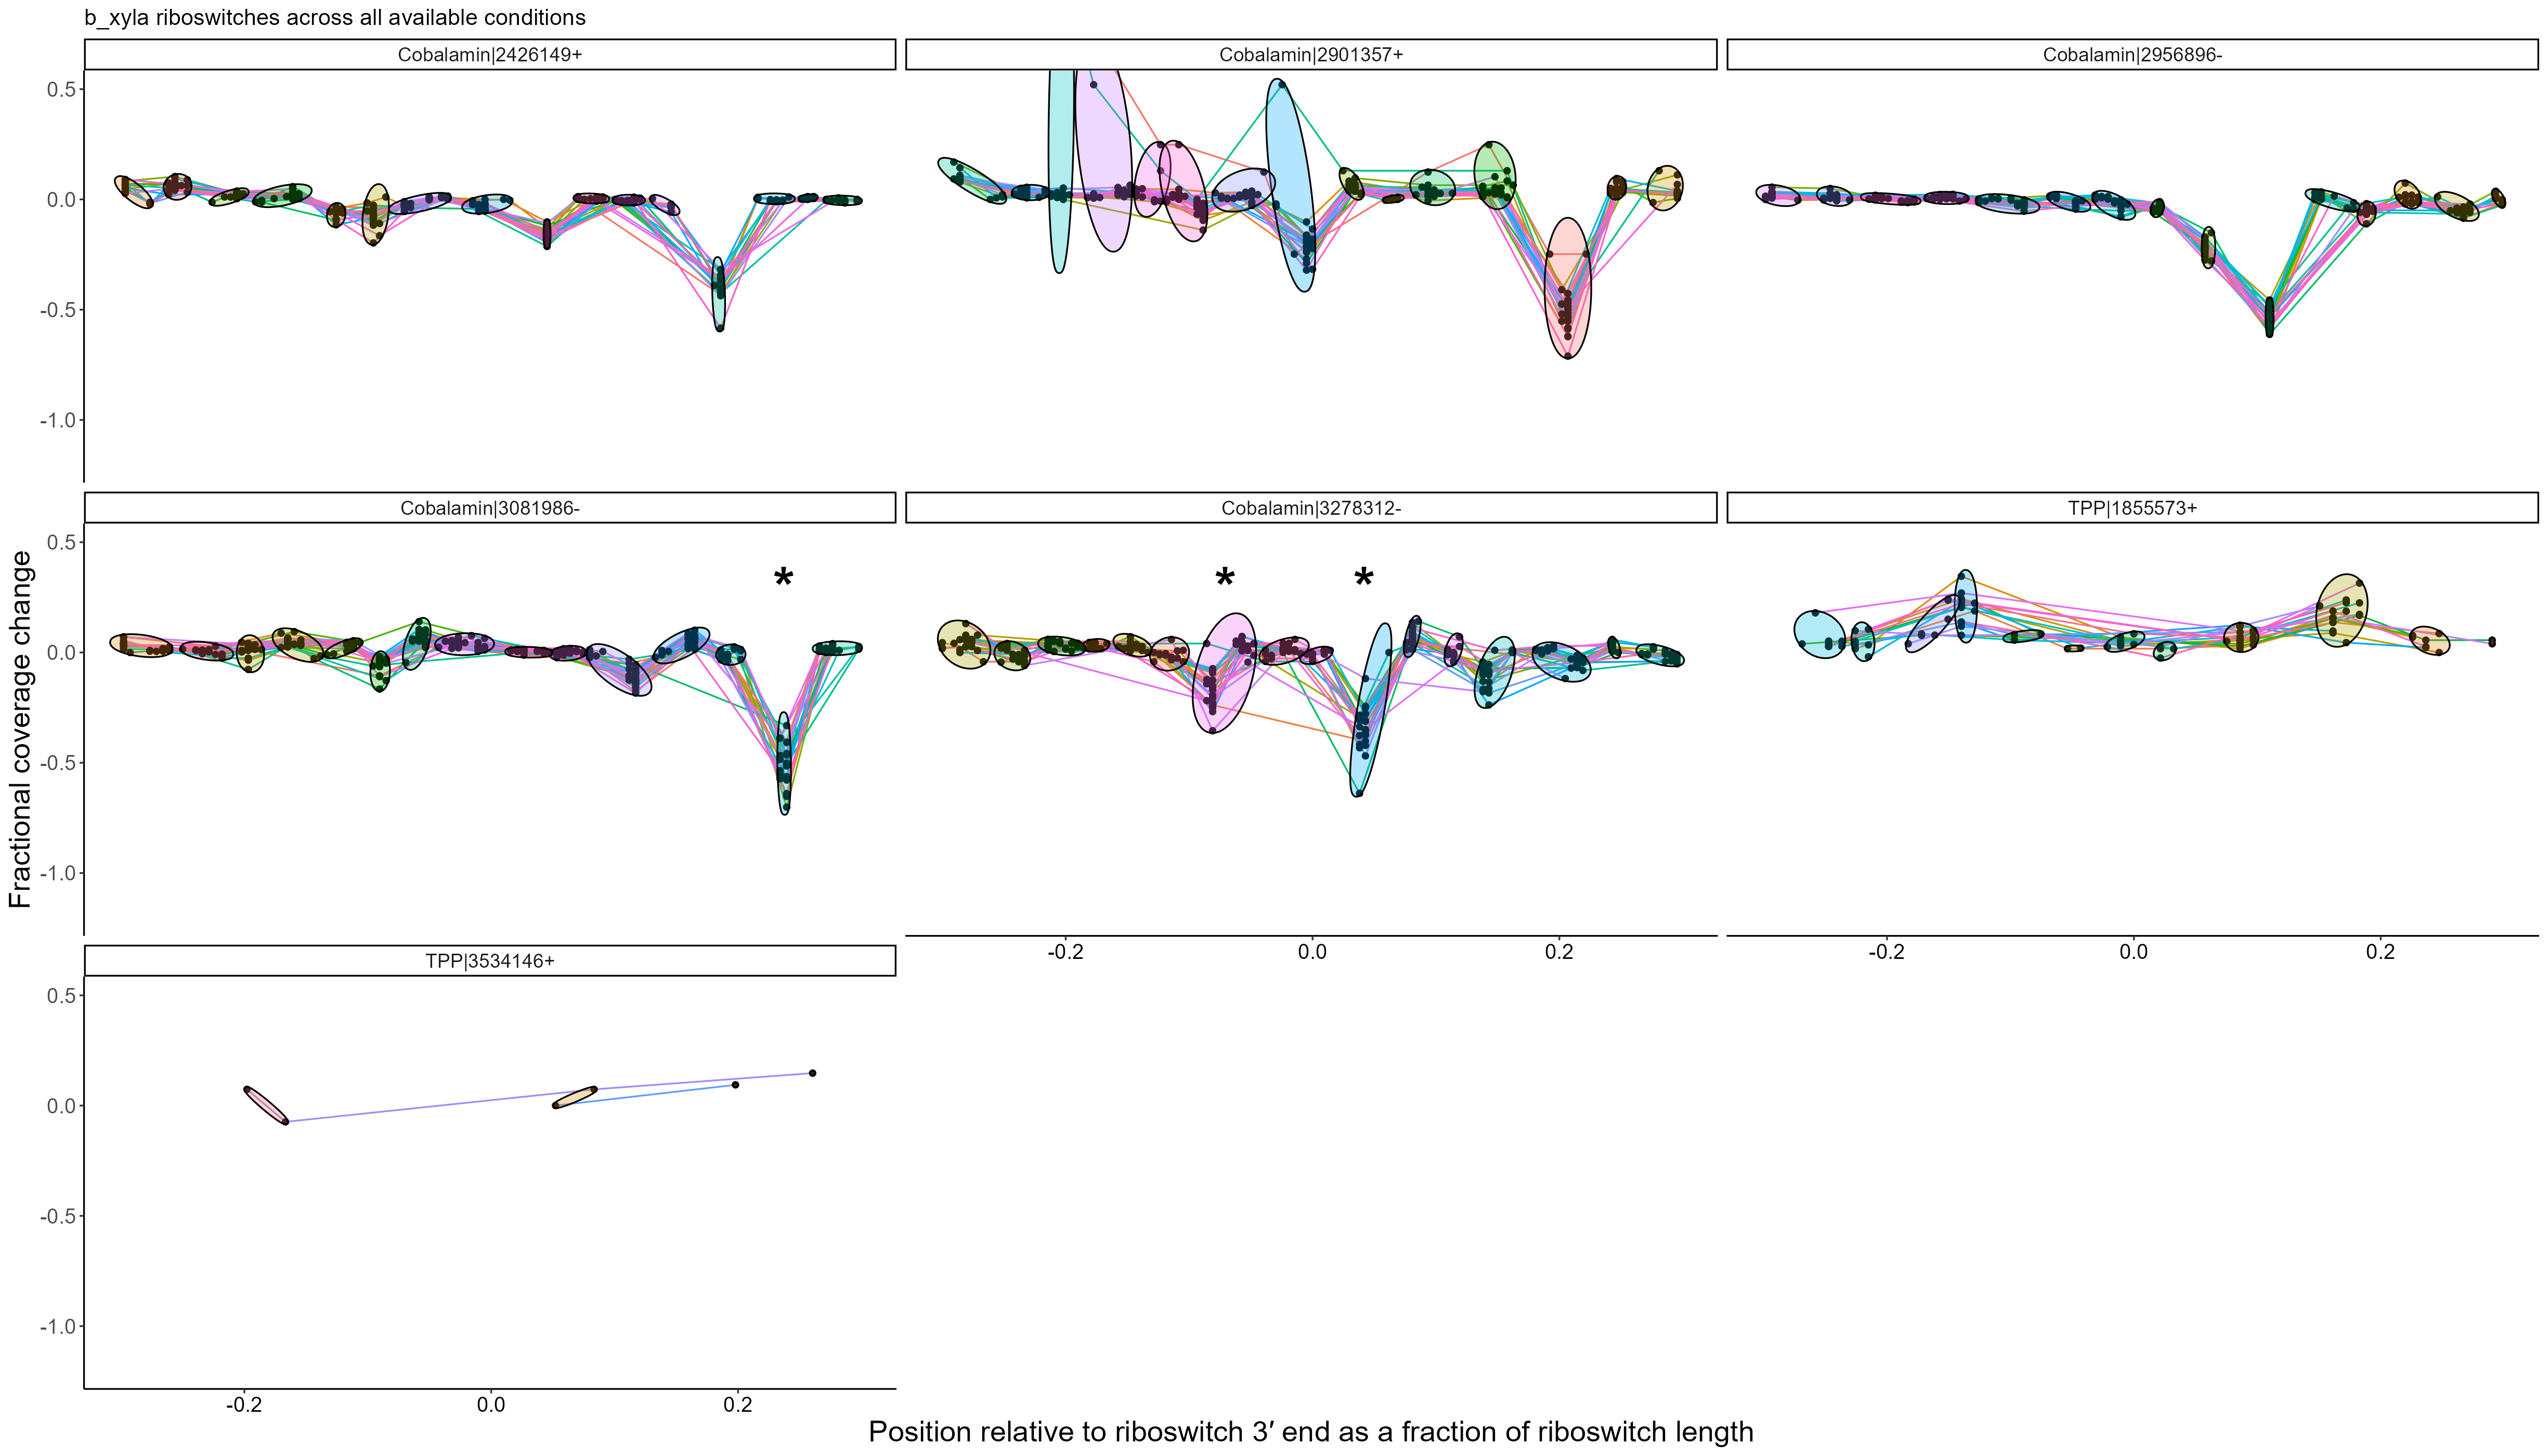 b_xyla riboswitches across all available conditions
Cobalamin|2426149+
Cobalamin|2901357+
Cobalamin|2956896-
0.5
0.0
-0.5
-1.0
Cobalamin|3081986-
Cobalamin|3278312-
TPP|1855573+
0.5
0.0
-0.5
-1.0
*
*
*
-0.2
0.0
0.2
-0.2
0.0
0.2
TPP|3534146+
0.5
0.0
-0.5
-1.0
-0.2
0.0
0.2
Fractional coverage change
Position relative to riboswitch 3′ end as a fraction of riboswitch length